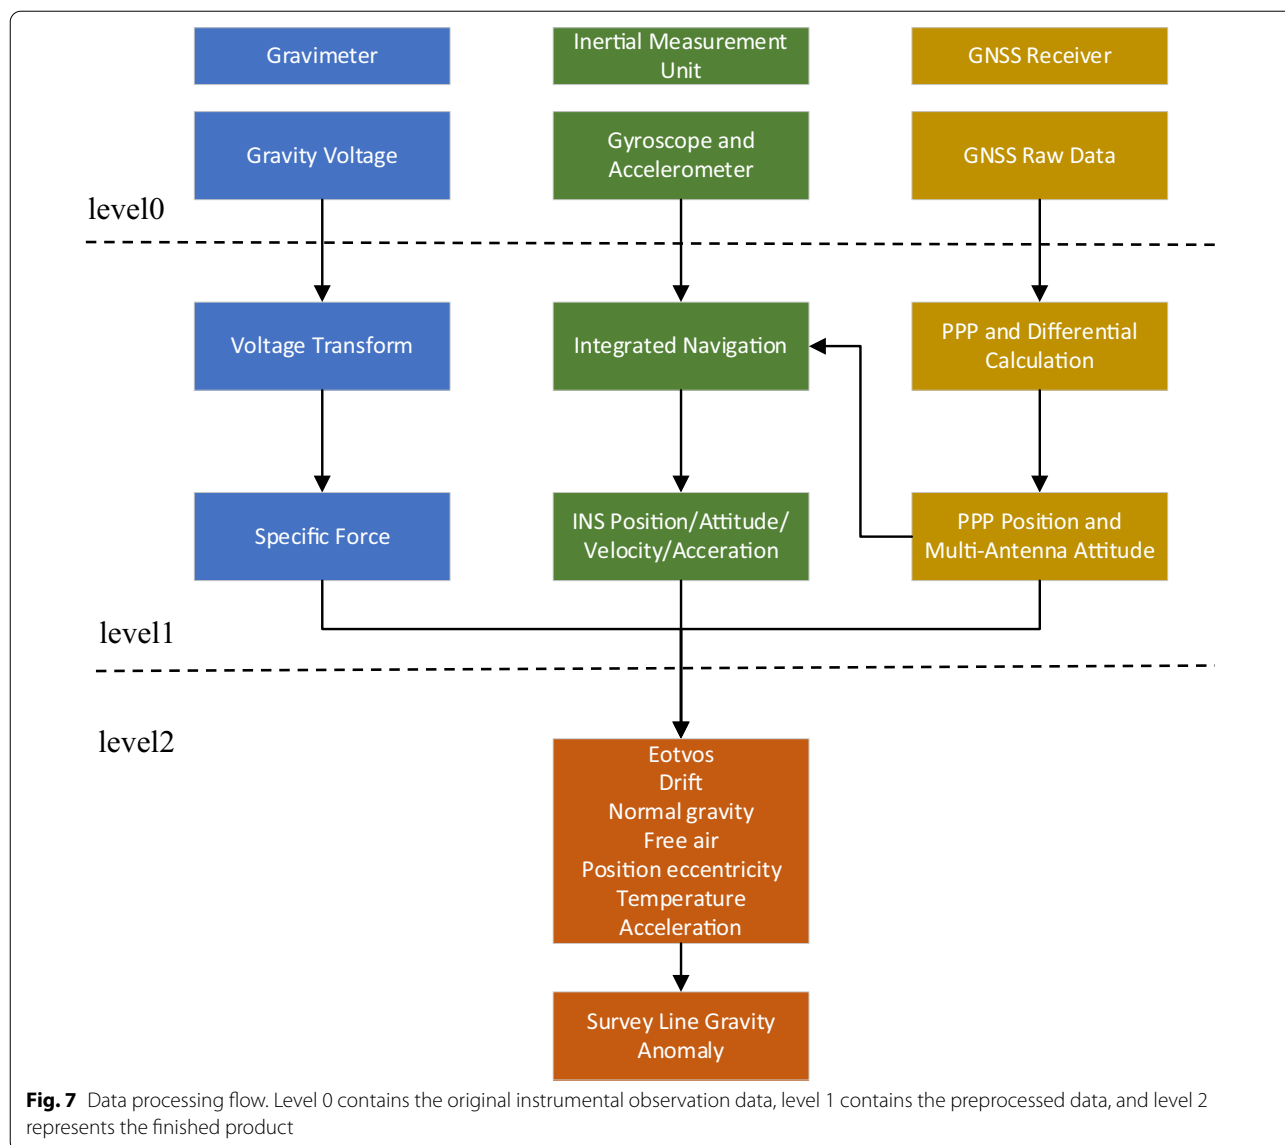 Gravimeter
Inertial Measurement
Unit
GNSS Receiver
Gravity Voltage
Gyroscope and
Accelerometer
GNSS Raw Data
level0
Voltage Transform
Integrated Navigation
PPP and Differential
Calculation
Specific Force
INS Position/Attitude/
Velocity/Acceration
PPP Position and
Multi-Antenna Attitude
level1
level2
Eotvos
Drift
Normal gravity
Free air
Position eccentricity
Temperature
Acceleration
Survey Line Gravity
Anomaly
Fig. 7 Data processing flow. Level 0 contains the original instrumental observation data, level 1 contains the preprocessed data, and level 2
represents the finished product